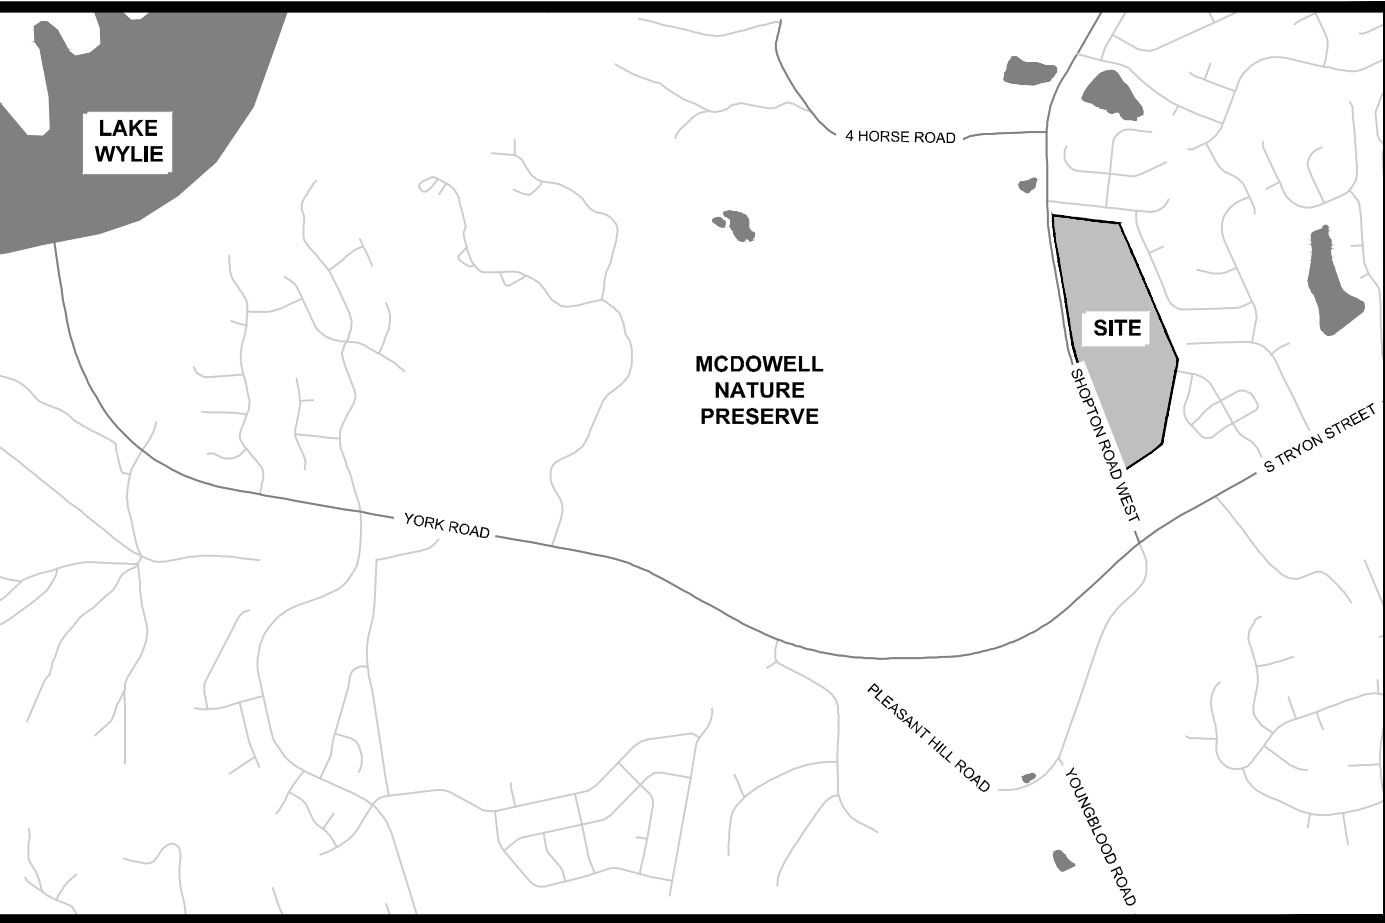 LAKE
WYLIE
4 HORSE ROAD
SITE
MCDOWELL
NATURE
PRESERVE
SHOPTON ROAD WEST
S TRYON STREET
YORK ROAD
PLEASANT HILL ROAD
YOUNGBLOOD ROAD